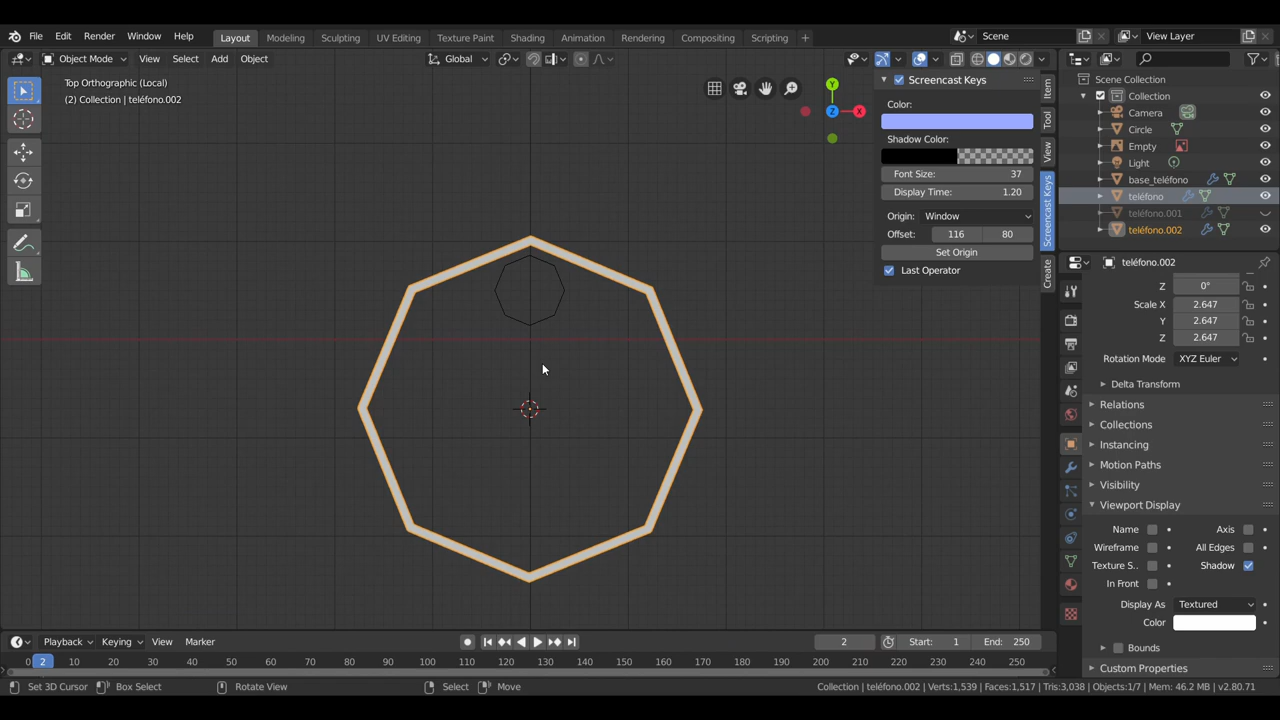 File Edit Render Window Help Layout Modeling Sculpting UV Editing Texture Paint Shading Animation Rendering Compositing Scripting + Scene View Layer
Object Mode View Select Add Object Global
Top Orthographic (Local)
(2) Collection | teléfono.002
Y
Z
X
Screencast Keys
Color:
Shadow Color:
Font Size: 37
Display Time: 1.20
Origin: Window
Offset: 116 80
Set Origin
Last Operator
Item
Tool
View
Screencast Keys
Create
Scene Collection
Collection
Camera
Circle
Empty
Light
base_teléfono
teléfono
teléfono.001
teléfono.002
teléfono.002
Z 0°
Scale X 2.647
Y 2.647
Z 2.647
Rotation Mode XYZ Euler
Delta Transform
Relations
Collections
Instancing
Motion Paths
Visibility
Viewport Display
Name Axis
Wireframe All Edges
Texture S.. Shadow
In Front
Display As Textured
Color
Bounds
Custom Properties
Playback Keying View Marker 2 Start: 1 End: 250
0 2 10 20 30 40 50 60 70 80 90 100 110 120 130 140 150 160 170 180 190 200 210 220 230 240 250
Set 3D Cursor Box Select Rotate View Select Move Collection | teléfono.002 | Verts:1,539 | Faces:1,517 | Tris:3,038 | Objects:1/7 | Mem: 46.2 MB | v2.80.71